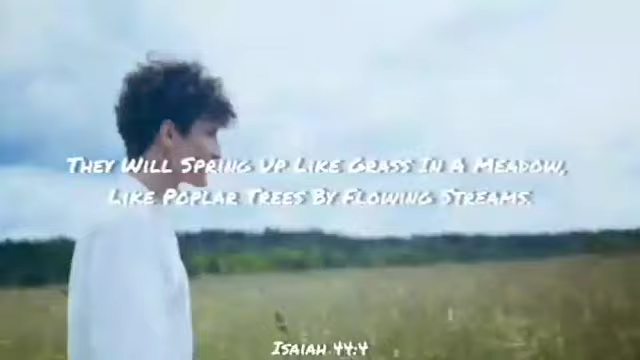 They Will Spring Up Like Grass In A Meadow,
Like Poplar Trees By Flowing Streams.
Isaiah 44:4